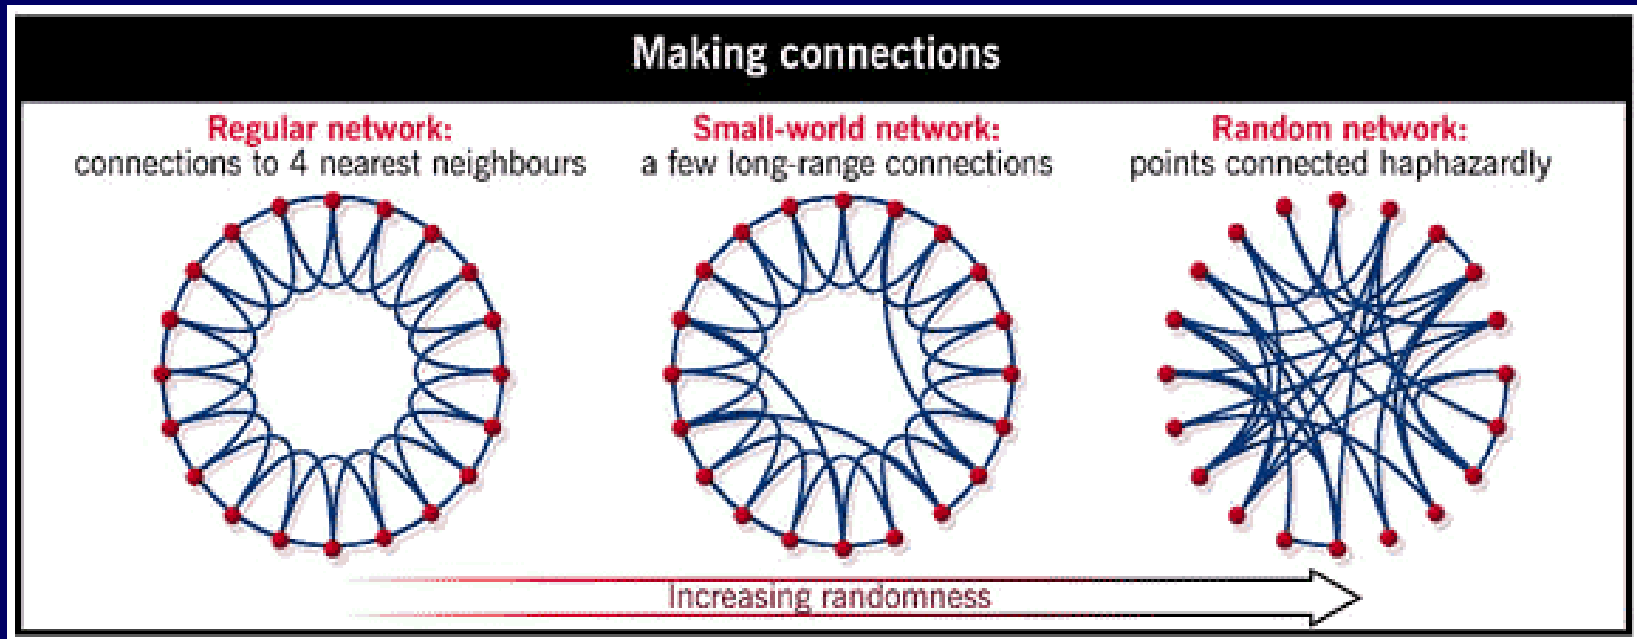 Making connections
Regular network:
connections to 4 nearest neighbours
Small-world network:
a few long-range connections
Random network:
points connected haphazardly
Increasing randomness